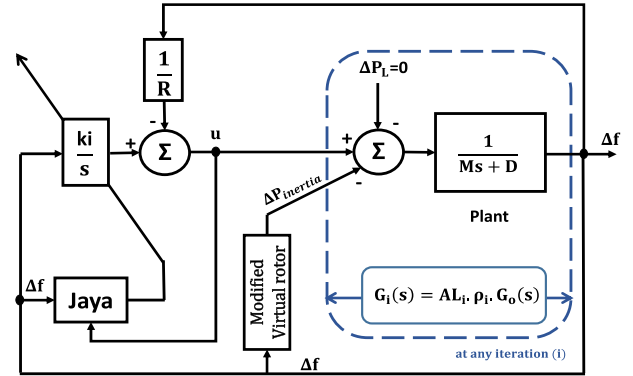 1
R
ΔP_L=0
-
-
ki
s
+
Σ
u
+
Σ
-
1
Ms + D
Δf
Plant
ΔP_inertia
Modified
Virtual rotor
Δf
Jaya
G_i(s) = AL_i. ρ_i. G_o(s)
Δf
at any iteration (i)